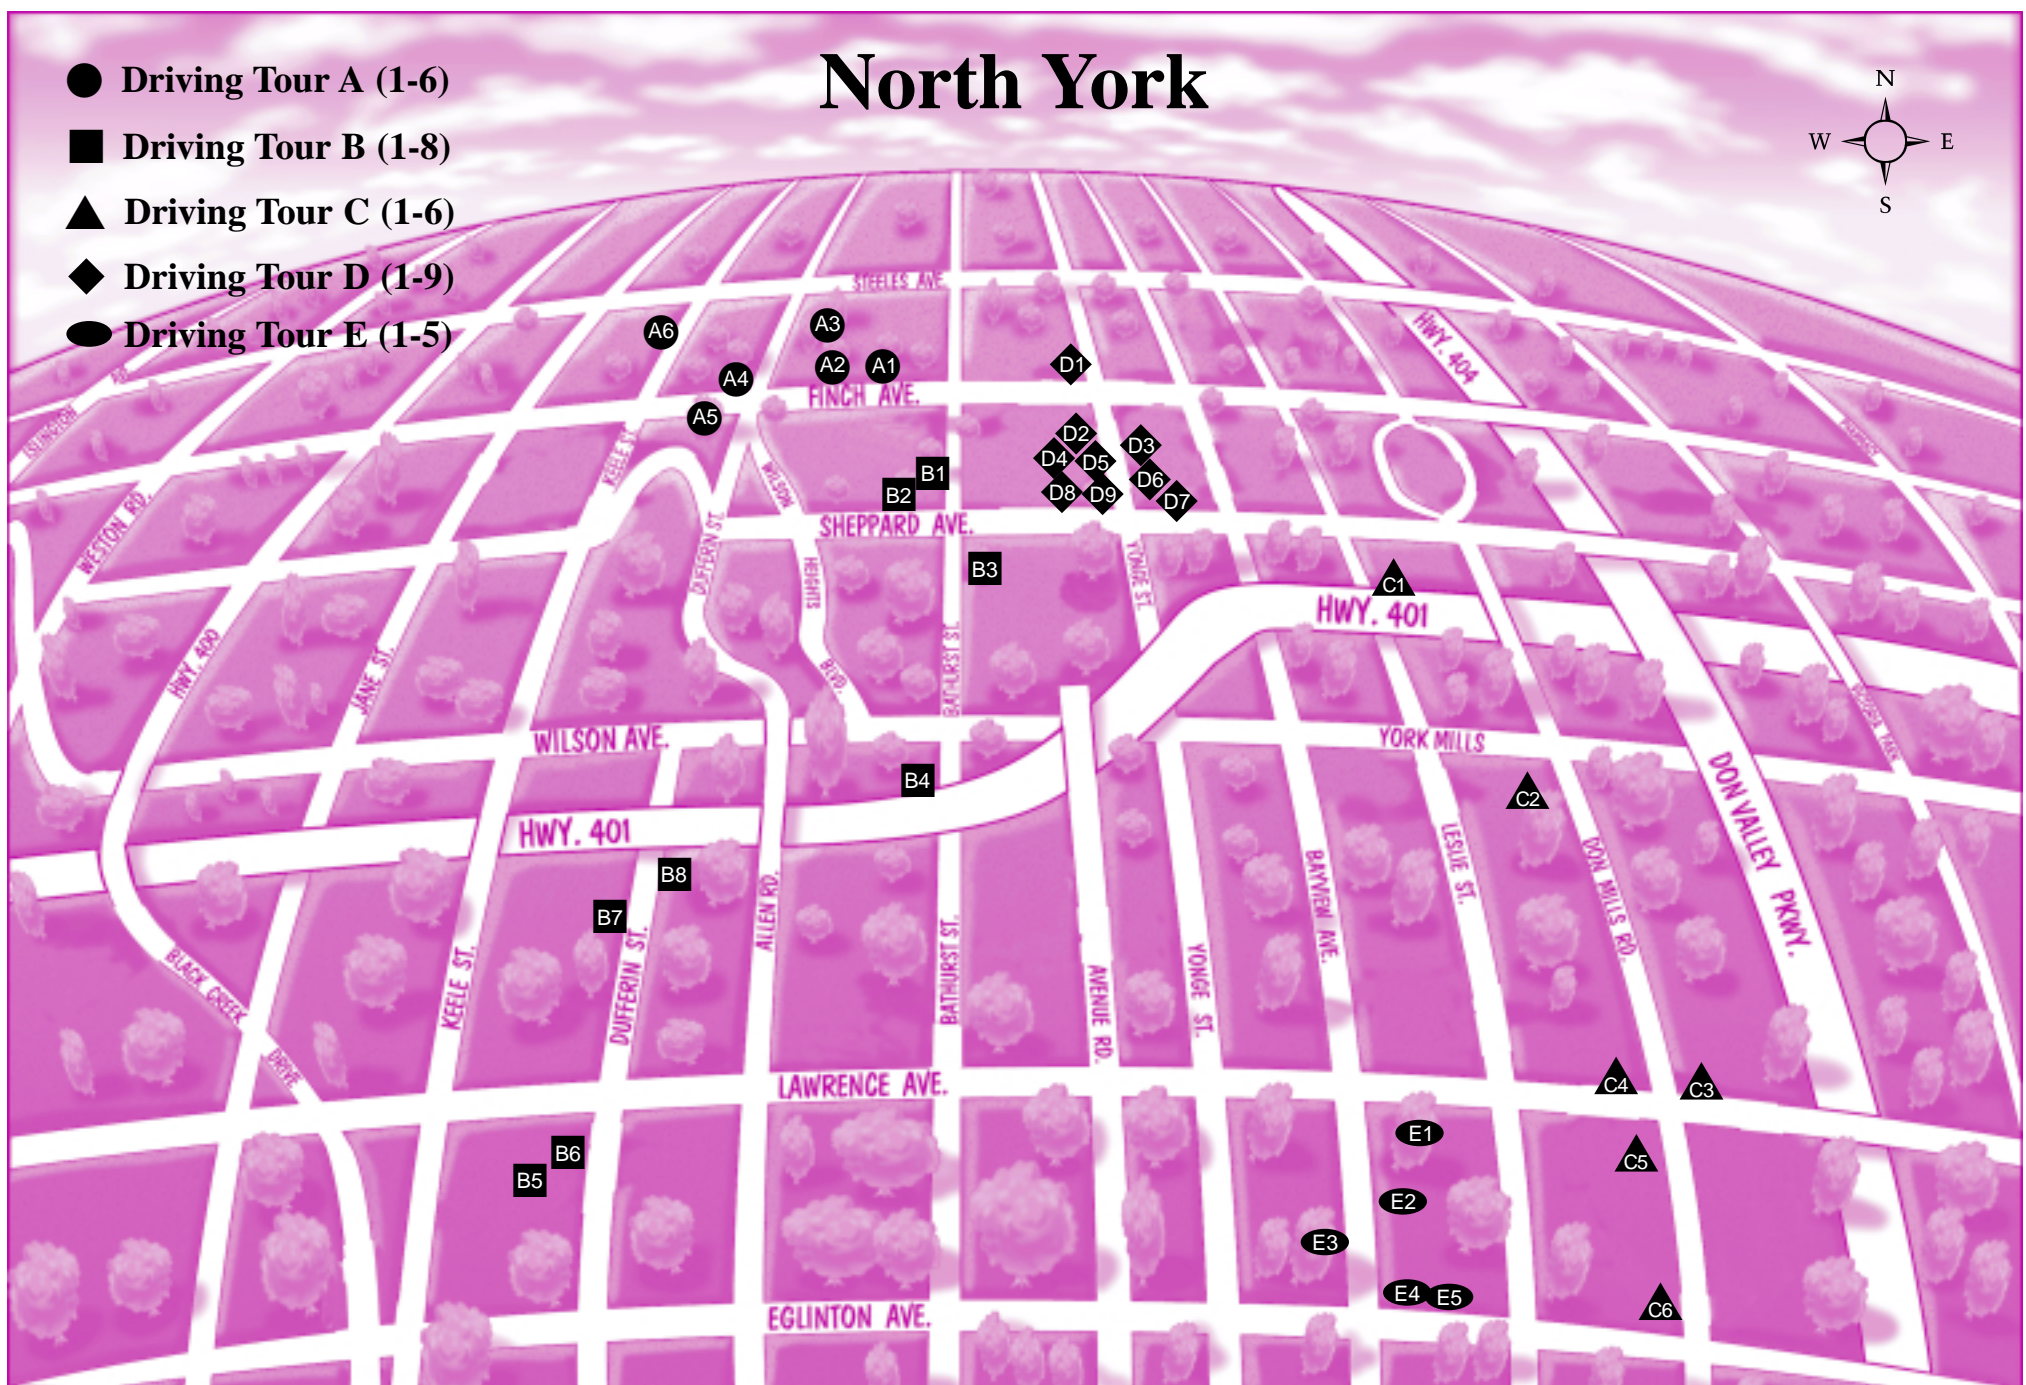 North York
Driving Tour A (1-6)
Driving Tour B (1-8)
Driving Tour C (1-6)
Driving Tour D (1-9)
Driving Tour E (1-5)
N
W
E
S
STEELES AVE
HWY. 404
A6
A3
A2
A1
A4
A5
D1
FINCH AVE.
ISLINGTON
KEELE ST.
WESTON RD.
WILSON
HEIGHTS
BLVD.
B1
B2
D2
D3
D4
D5
D6
D7
D8
D9
SHEPPARD AVE.
DUFFERIN ST.
YONGE ST.
B3
C1
HWY. 401
HWY. 400
JANE ST.
BATHURST ST.
WILSON AVE.
YORK MILLS
B4
C2
HWY. 401
DON VALLEY PKWY.
B8
B7
LESLIE ST.
DON MILLS RD.
BAYVIEW AVE.
ALLEN RD.
KEELE ST.
DUFFERIN ST.
BATHURST ST.
AVENUE RD.
YONGE ST.
BLACK CREEK
DRIVE
LAWRENCE AVE.
C4
C3
E1
C5
B6
B5
E2
E3
E4
E5
C6
EGLINTON AVE.